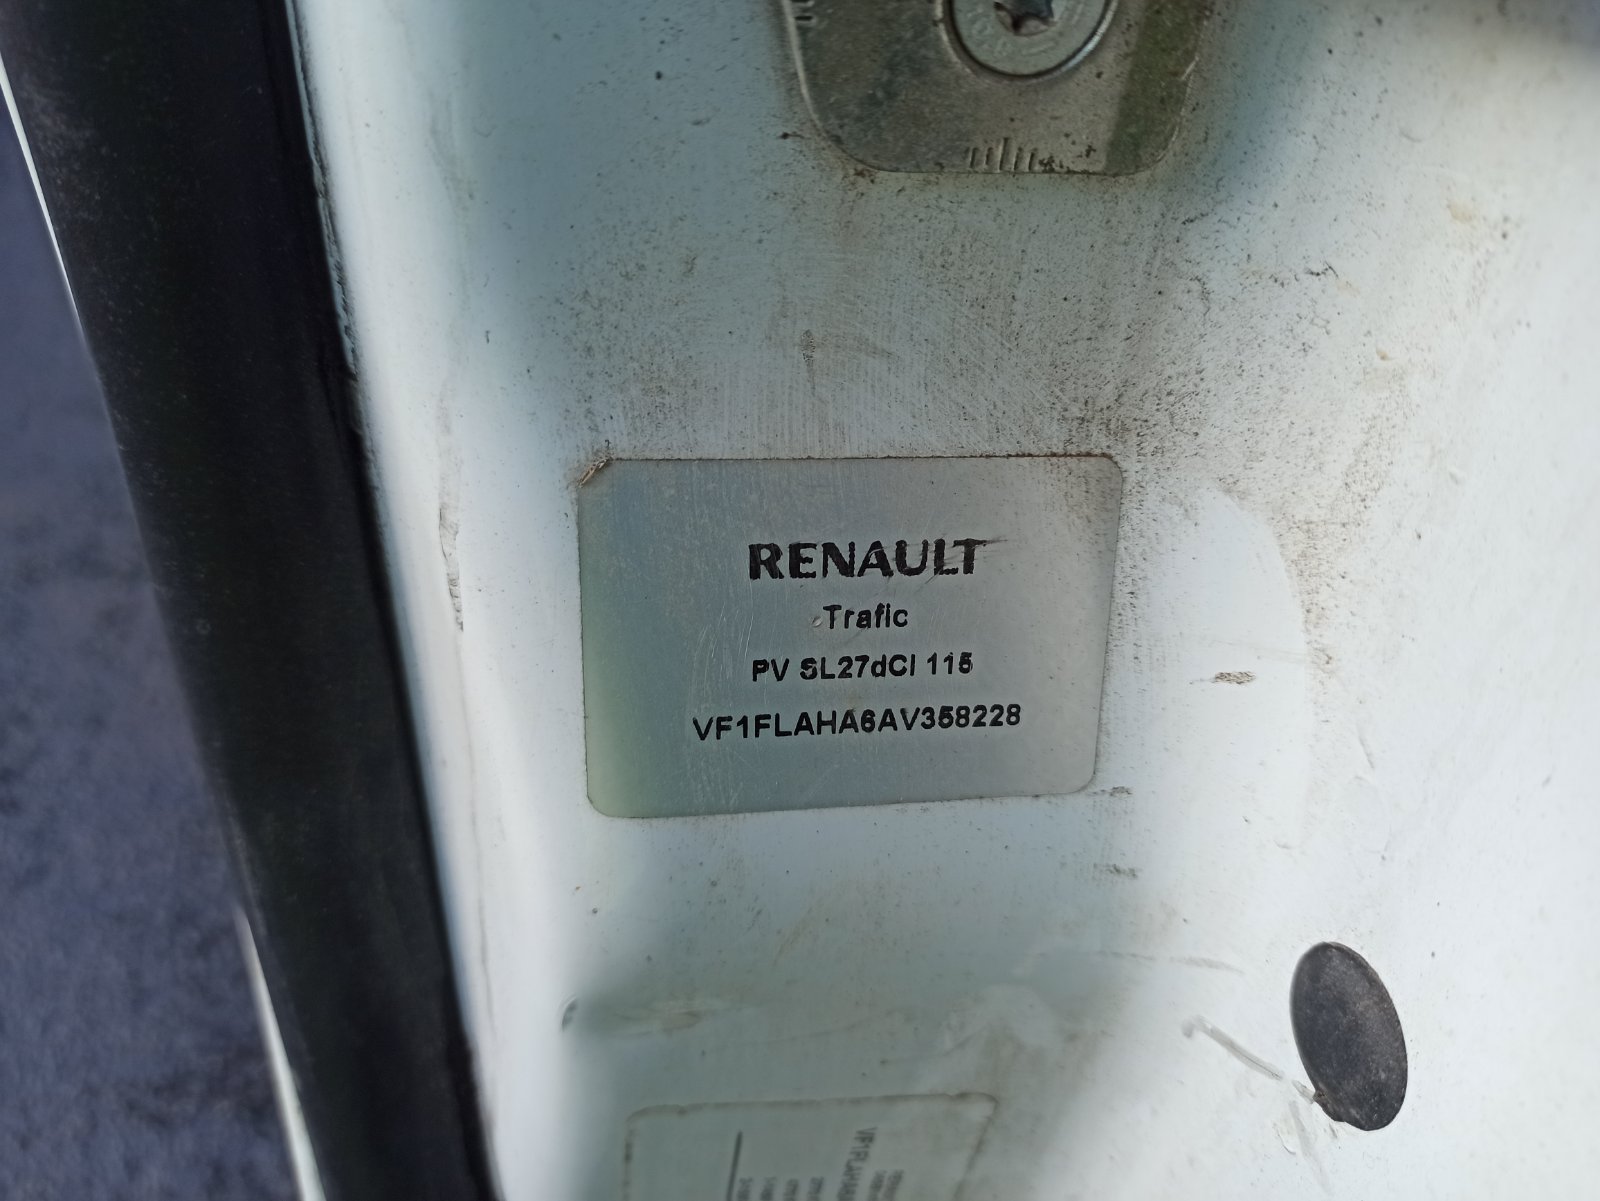 RENAULT
Trafic
PV SL27dCI 115
VF1FLAHA6AV358228